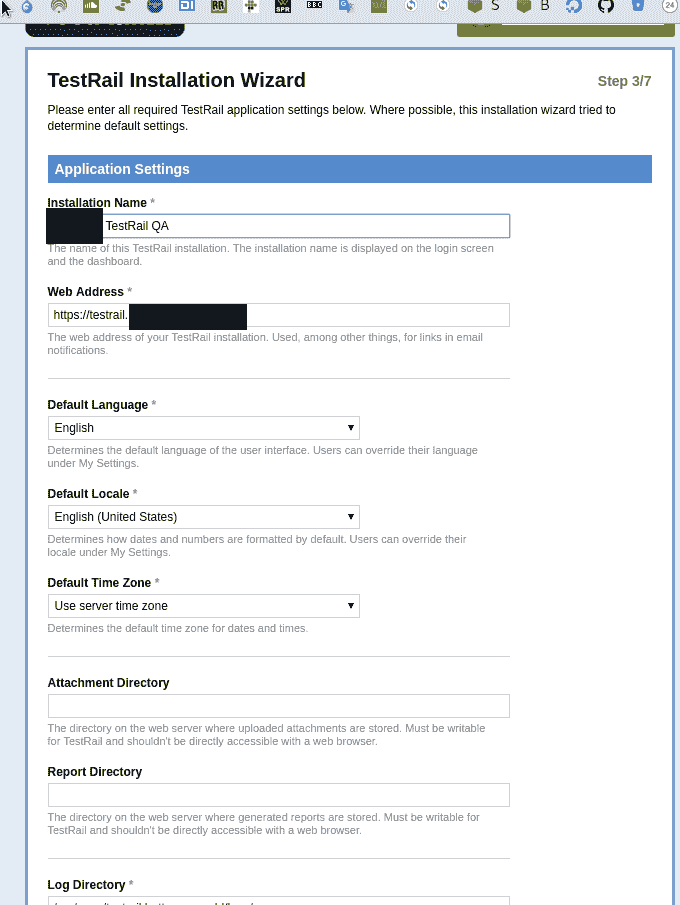 DI
RR
SPR
BBC
S
B
24
TestRail Installation Wizard
Step 3/7
Please enter all required TestRail application settings below. Where possible, this installation wizard tried to
determine default settings.
Application Settings
Installation Name *
TestRail QA
The name of this TestRail installation. The installation name is displayed on the login screen
and the dashboard.
Web Address *
https://testrail.
The web address of your TestRail installation. Used, among other things, for links in email
notifications.
Default Language *
English
Determines the default language of the user interface. Users can override their language
under My Settings.
Default Locale *
English (United States)
Determines how dates and numbers are formatted by default. Users can override their
locale under My Settings.
Default Time Zone *
Use server time zone
Determines the default time zone for dates and times.
Attachment Directory
The directory on the web server where uploaded attachments are stored. Must be writable
for TestRail and shouldn't be directly accessible with a web browser.
Report Directory
The directory on the web server where generated reports are stored. Must be writable for
TestRail and shouldn't be directly accessible with a web browser.
Log Directory *